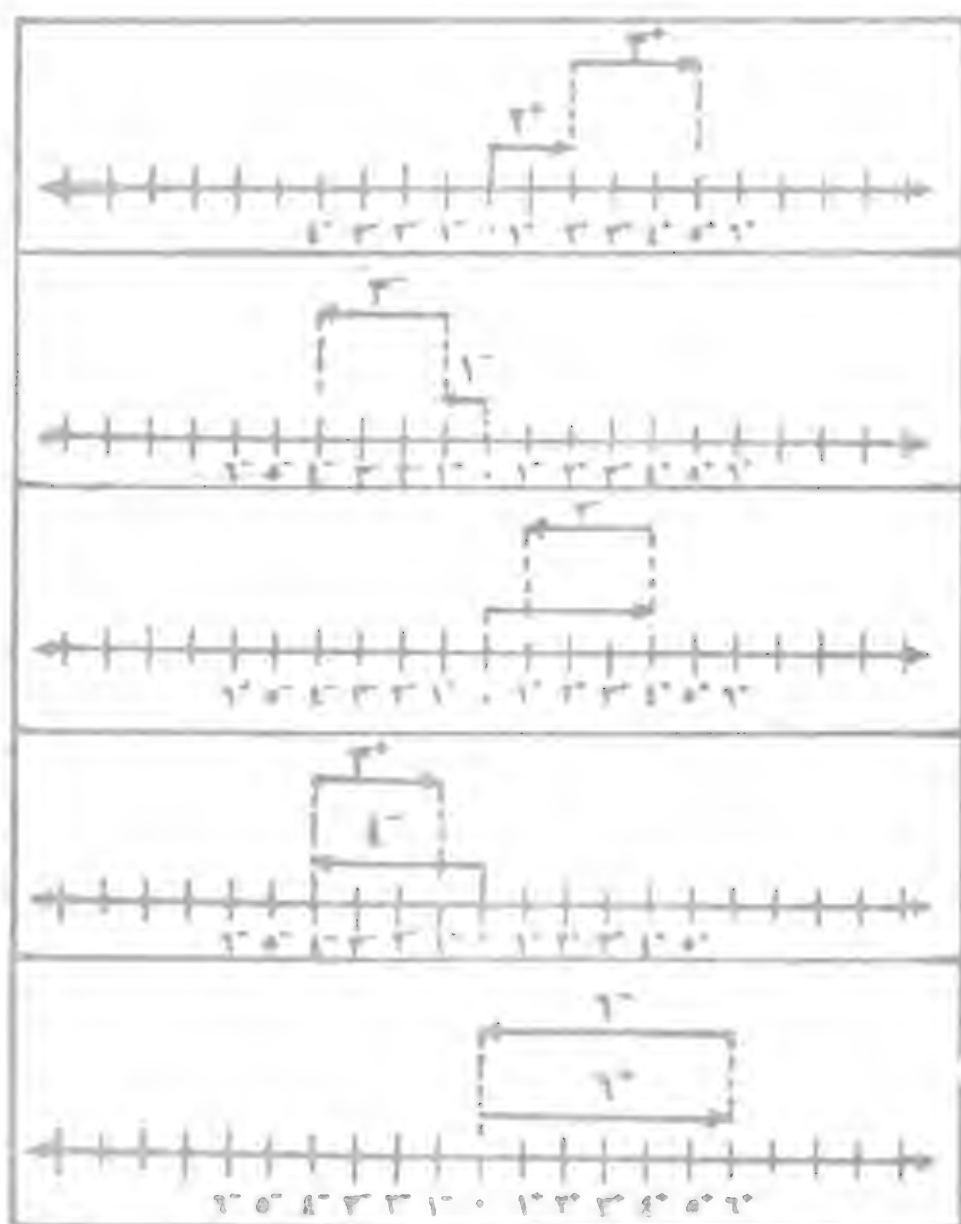 ٣⁺
٢⁺
٤⁻ ٣⁻ ٢⁻ ١⁻ ٠ ١⁻ ٢⁻ ٣⁻ ٤⁺ ٥⁺ ٦⁺
٣⁻
١⁻
٦⁻ ٥⁻ ٤⁻ ٣⁻ ٢⁻ ١⁻ ٠ ١⁺ ٢⁺ ٣⁺ ٤⁺ ٥⁺ ٦⁺
٣⁻
٥⁻ ٤⁻ ٣⁻ ٢⁻ ١⁻ ٠ ١⁺ ٢⁺ ٣⁺ ٤⁺ ٥⁺ ٦⁺
٣⁺
٤⁻
٦⁻ ٥⁻ ٤⁻ ٣⁻ ٢⁻ ١⁻ ٠ ١⁺ ٢⁺ ٣⁺ ٤⁺ ٥⁺
٦⁻
٦⁺
٦⁻ ٥⁻ ٤⁻ ٣⁻ ٢⁻ ١⁻ ٠ ١⁺ ٢⁺ ٣⁺ ٤⁺ ٥⁺ ٦⁺